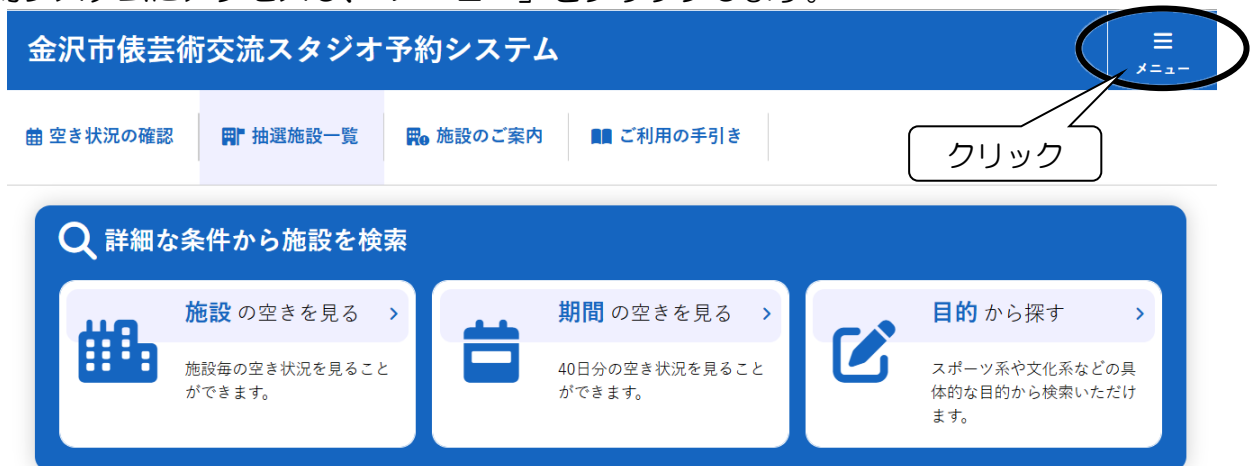 金沢市俵芸術交流スタジオ予約システム
メニュー
クリック
空き状況の確認
抽選施設一覧
施設のご案内
ご利用の手引き
詳細な条件から施設を検索
施設 の空きを見る
施設毎の空き状況を見ること
ができます。
期間 の空きを見る
40日分の空き状況を見ること
ができます。
目的 から探す
スポーツ系や文化系などの具
体的な目的から検索いただけ
ます。